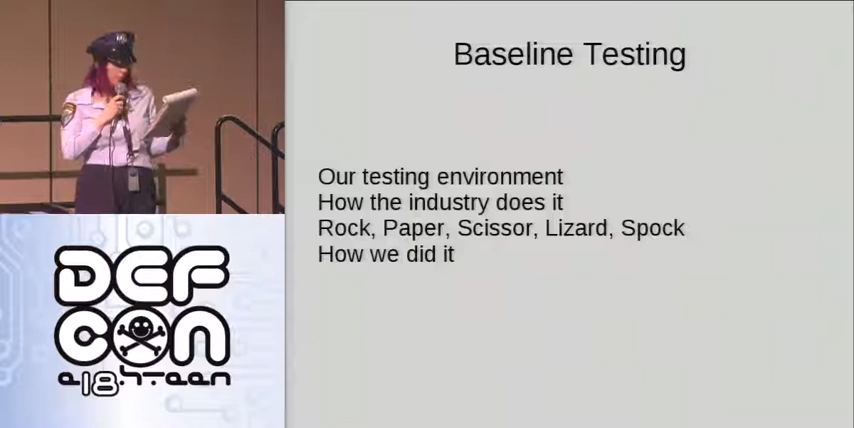 Baseline Testing
Our testing environment
How the industry does it
Rock, Paper, Scissor, Lizard, Spock
How we did it
DEF
CON
e18hteen